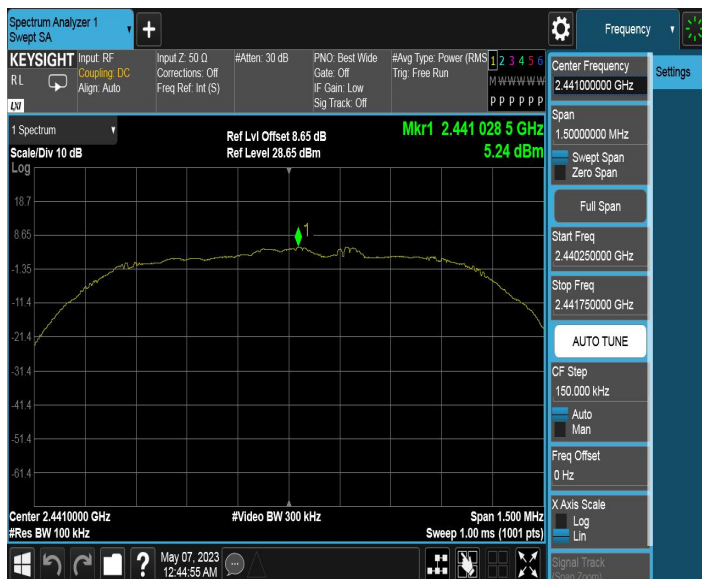 Spectrum Analyzer 1
Swept SA
Frequency
KEYSIGHT
RL
LXI
Input: RF
Coupling: DC
Align: Auto
Input Z: 50 Ω
Corrections: Off
Freq Ref: Int (S)
#Atten: 30 dB
PNO: Best Wide
Gate: Off
IF Gain: Low
Sig Track: Off
#Avg Type: Power (RMS
Trig: Free Run
1 2 3 4 5 6
M W W W W W
P P P P P P
Center Frequency
2.441000000 GHz
Settings
Span
1.50000000 MHz
Swept Span
Zero Span
Full Span
Start Freq
2.440250000 GHz
Stop Freq
2.441750000 GHz
AUTO TUNE
CF Step
150.000 kHz
Auto
Man
Freq Offset
0 Hz
X Axis Scale
Log
Lin
Signal Track
(Span Zoom)
1 Spectrum
Scale/Div 10 dB
Log
Ref Lvl Offset 8.65 dB
Ref Level 28.65 dBm
Mkr1 2.441 028 5 GHz
5.24 dBm
18.7
8.65
-1.35
-11.4
-21.4
-31.4
-41.4
-51.4
-61.4
1
Center 2.4410000 GHz
#Res BW 100 kHz
#Video BW 300 kHz
Span 1.500 MHz
Sweep 1.00 ms (1001 pts)
?
May 07, 2023
12:44:55 AM